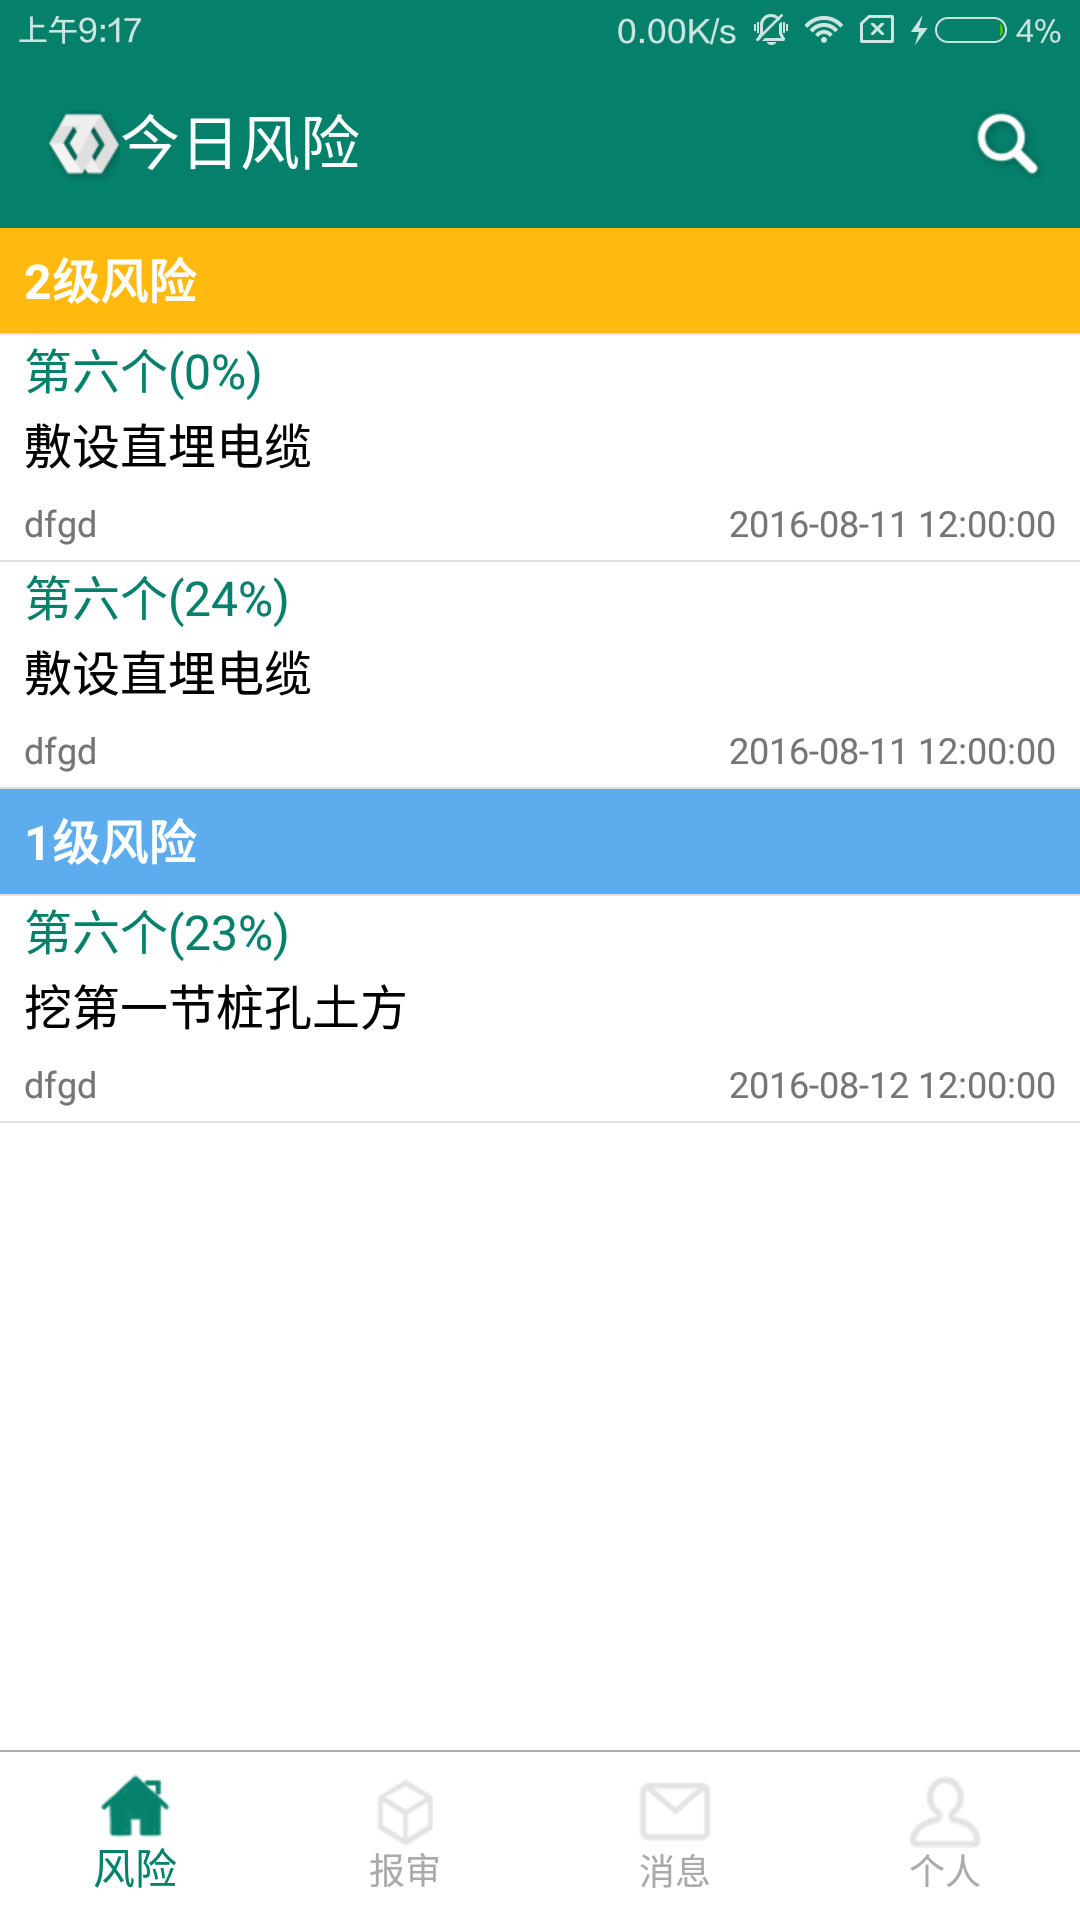 上午9:17 0.00K/s 4%
今日风险
2级风险
第六个(0%)
敷设直埋电缆
dfgd 2016-08-11 12:00:00
第六个(24%)
敷设直埋电缆
dfgd 2016-08-11 12:00:00
1级风险
第六个(23%)
挖第一节桩孔土方
dfgd 2016-08-12 12:00:00
风险 报审 消息 个人